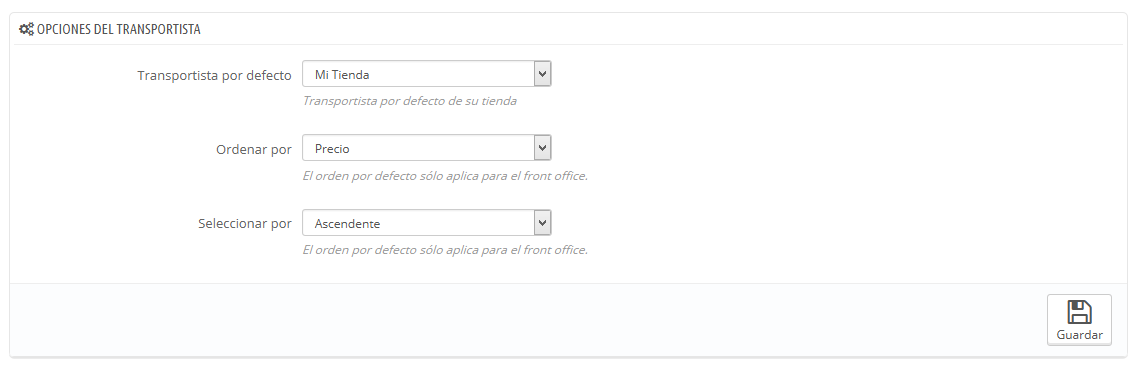 OPCIONES DEL TRANSPORTISTA
Transportista por defecto
Mi Tienda
Transportista por defecto de su tienda
Ordenar por
Precio
El orden por defecto sólo aplica para el front office.
Seleccionar por
Ascendente
El orden por defecto sólo aplica para el front office.
Guardar